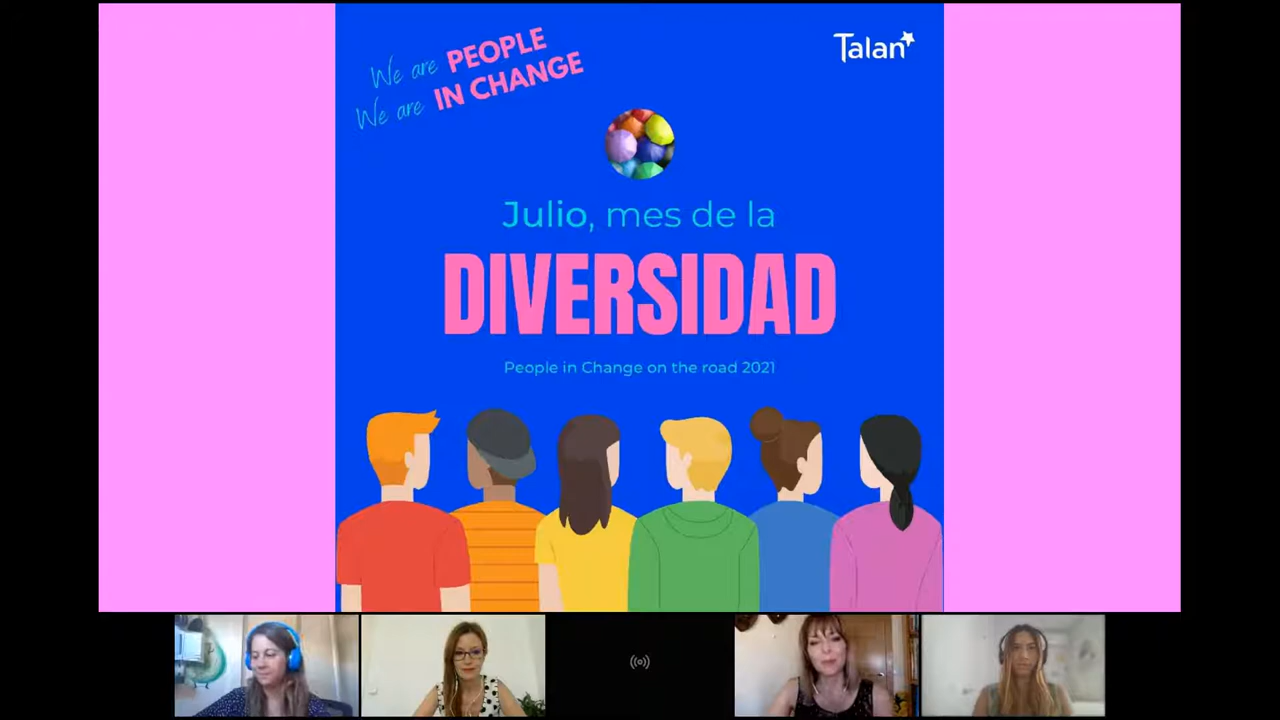 We are PEOPLE
We are IN CHANGE
Talan
Julio, mes de la
DIVERSIDAD
People in Change on the road 2021